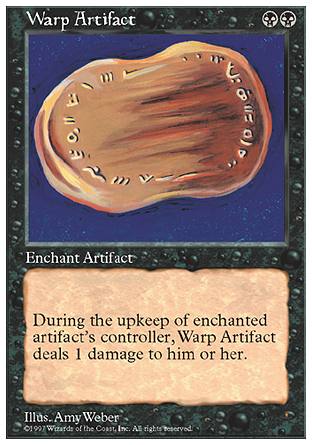 Warp Artifact
Enchant Artifact
During the upkeep of enchanted
artifact's controller, Warp Artifact
deals 1 damage to him or her.
Illus. Amy Weber
©1997 Wizards of the Coast, Inc. All rights reserved.